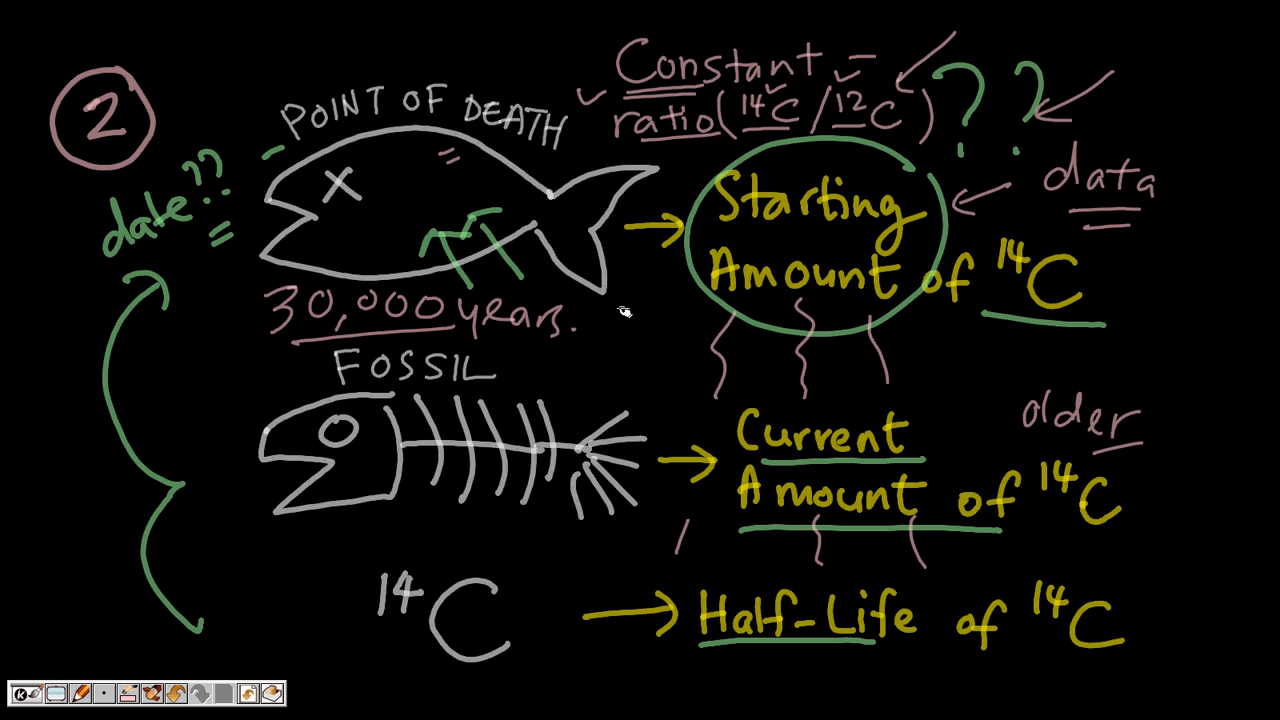 2
POINT OF DEATH
Constant
ratio (14C/12C) ??
date??
data
Starting
Amount of 14C
30,000 years.
FOSSIL
older
Current
Amount of 14C
14C
Half-Life of 14C